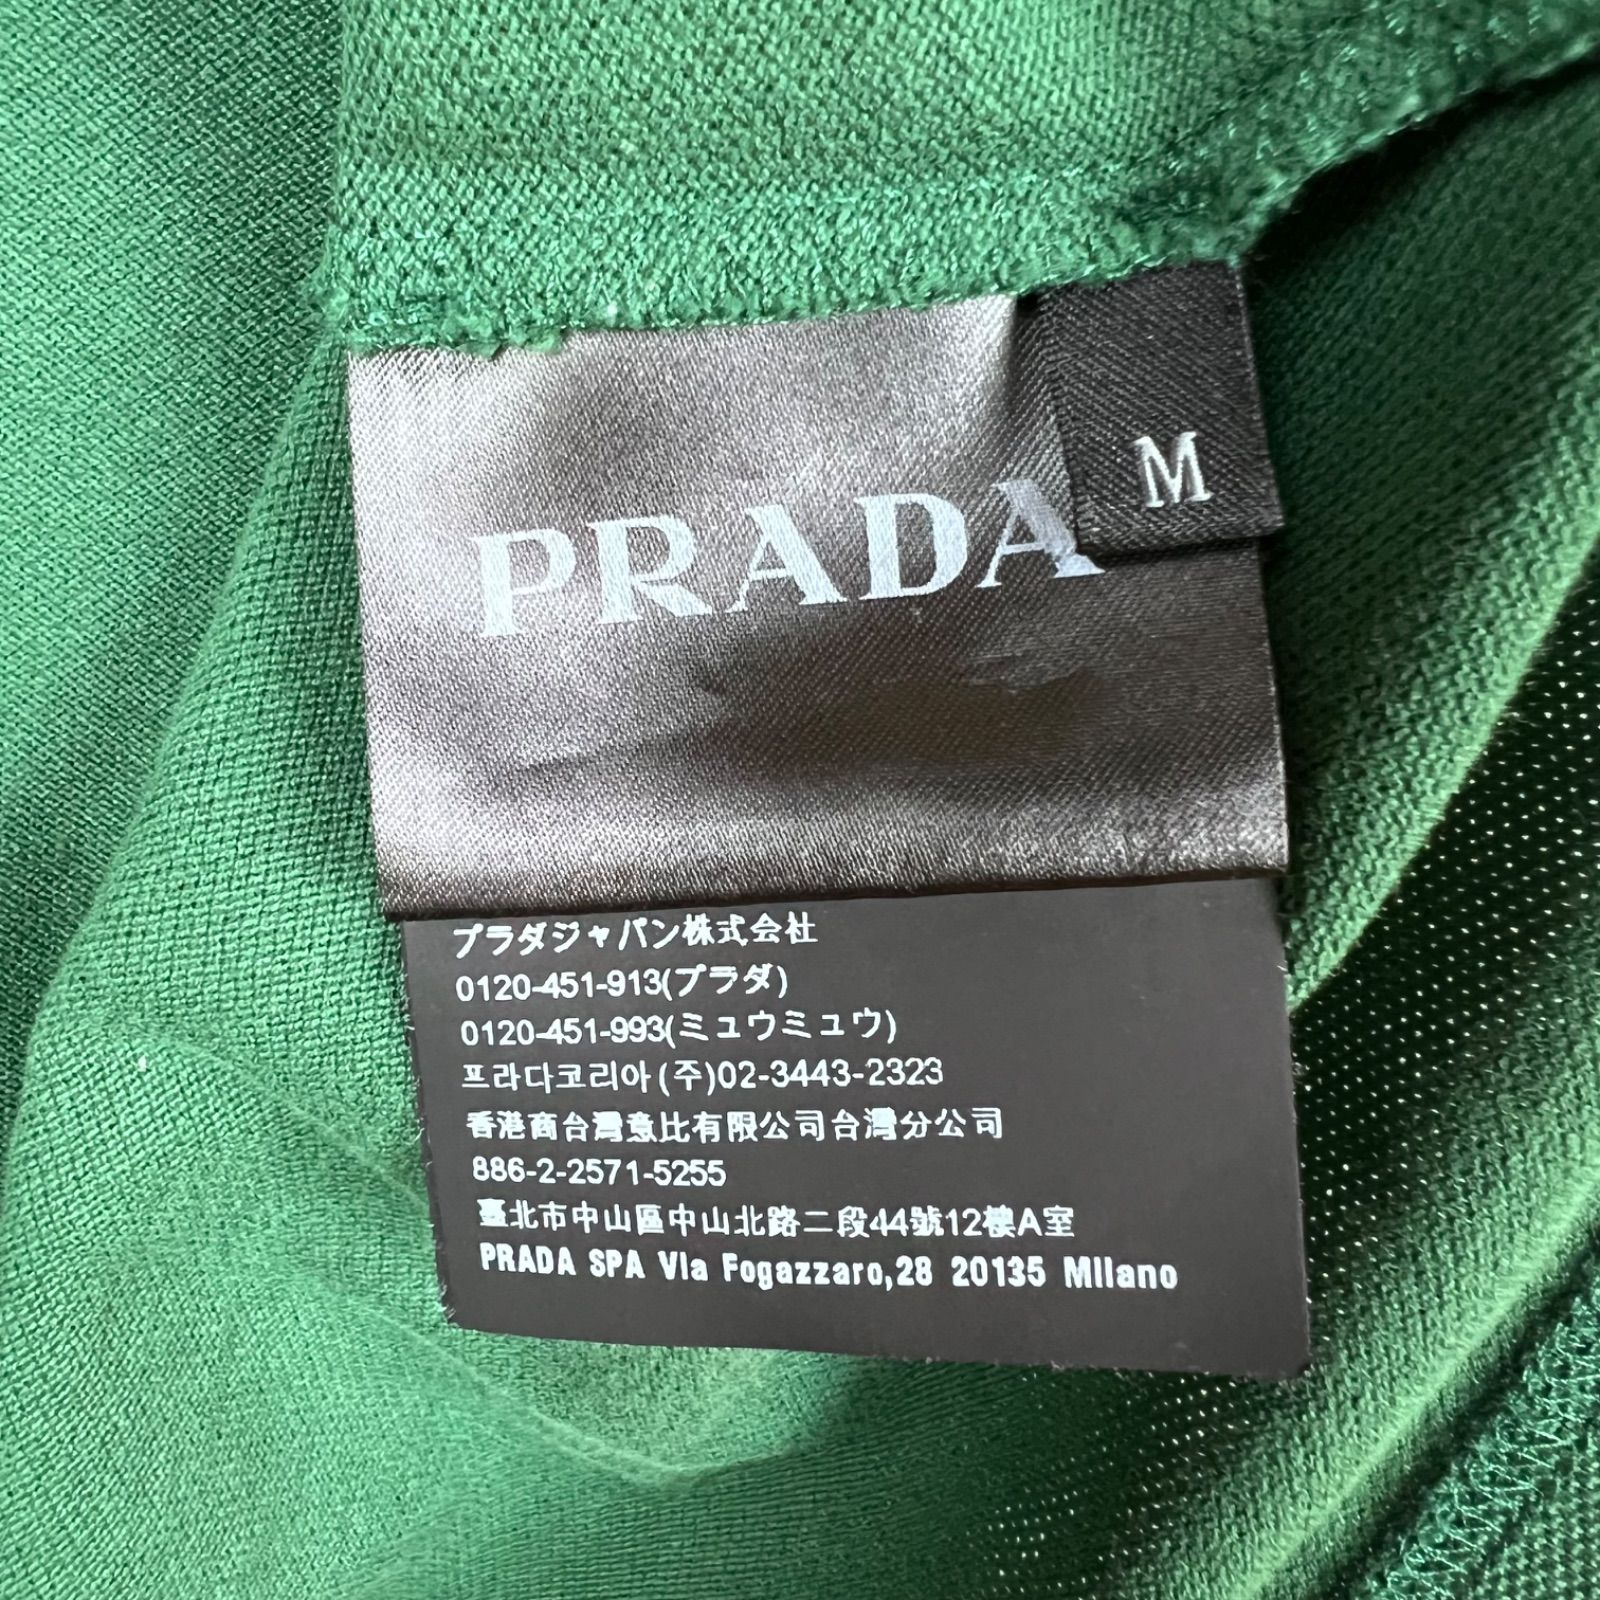 M
PRADA
プラダジャパン株式会社
0120-451-913(プラダ)
0120-451-993(ミュウミュウ)
프라다코리아(주)02-3443-2323
香港商台灣意比有限公司台灣分公司
886-2-2571-5255
臺北市中山區中山北路二段44號12樓A室
PRADA SPA Via Fogazzaro,28 20135 Milano